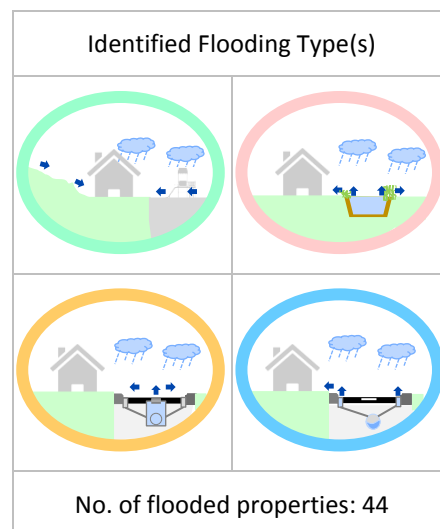 Identified Flooding Type(s)
No. of flooded properties: 44